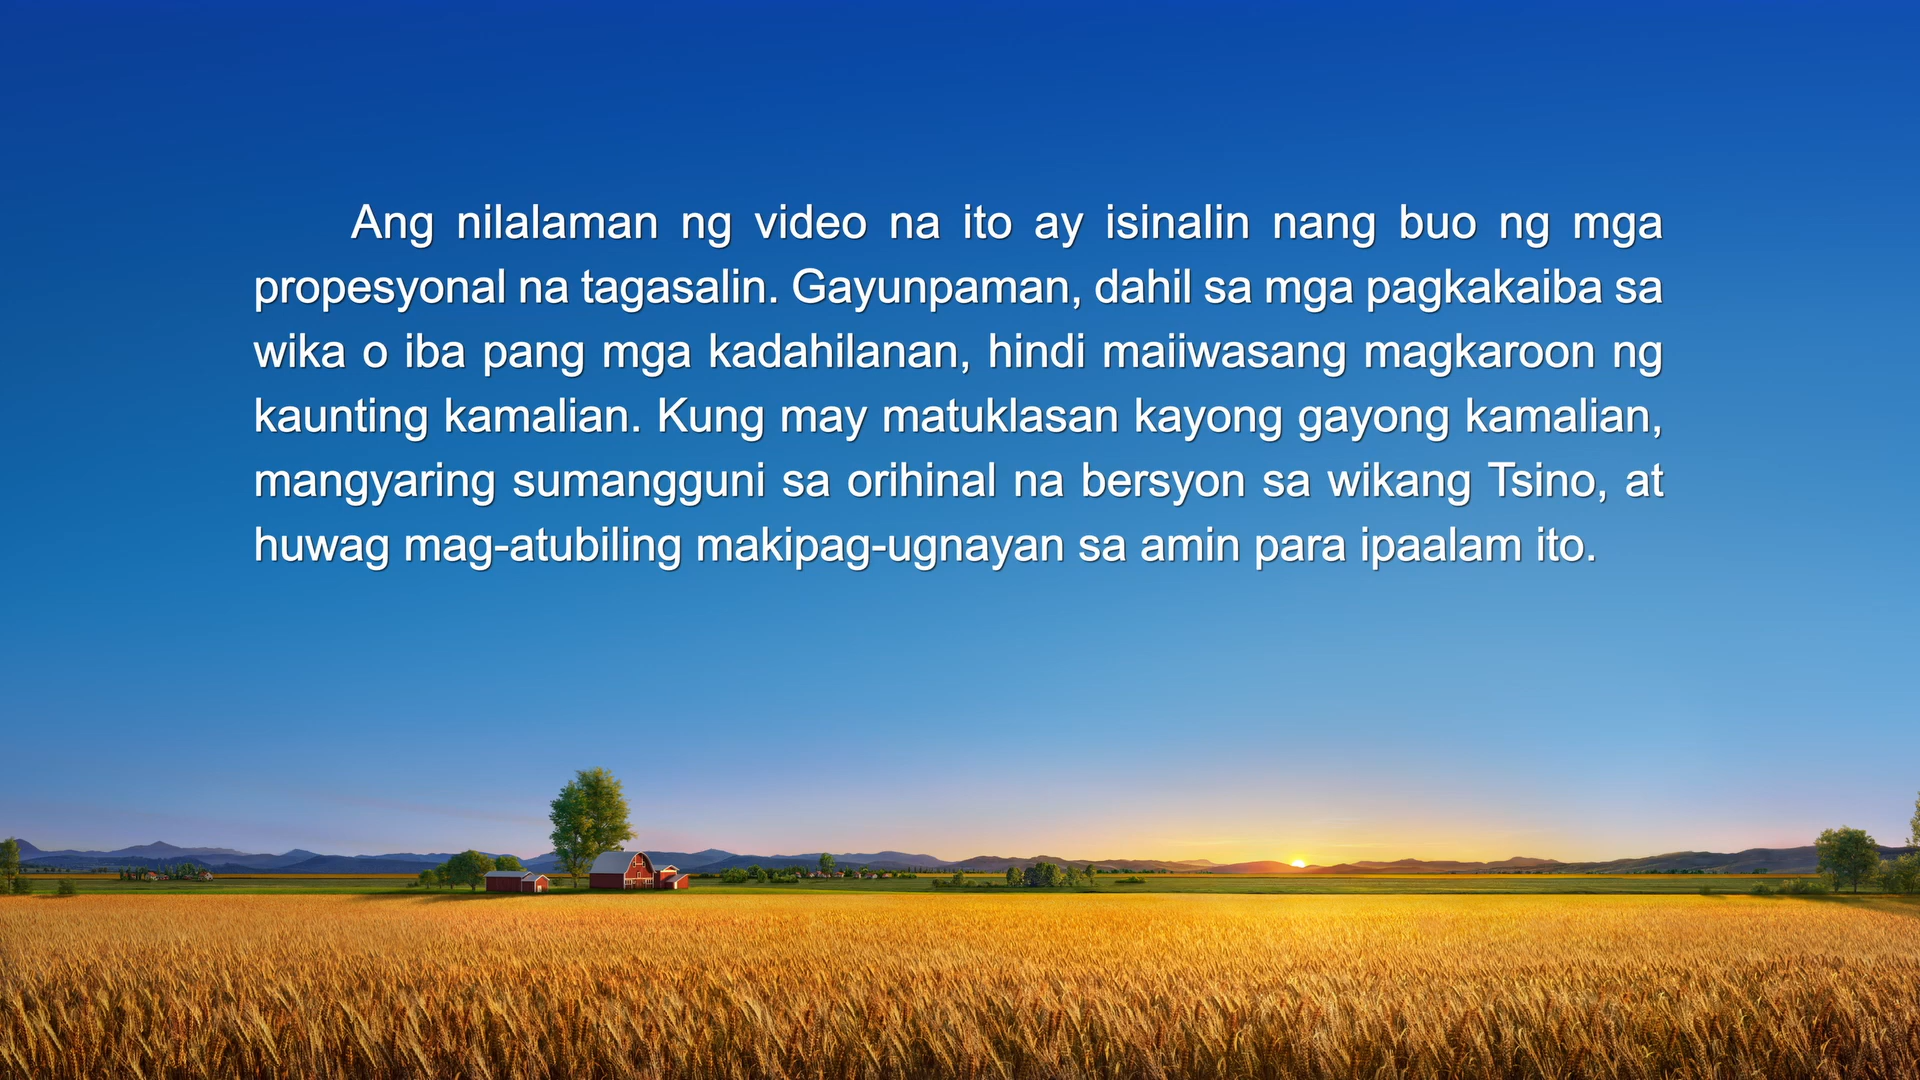 Ang nilalaman ng video na ito ay isinalin nang buo ng mga
propesyonal na tagasalin. Gayunpaman, dahil sa mga pagkakaiba sa
wika o iba pang mga kadahilanan, hindi maiiwasang magkaroon ng
kaunting kamalian. Kung may matuklasan kayong gayong kamalian,
mangyaring sumangguni sa orihinal na bersyon sa wikang Tsino, at
huwag mag-atubiling makipag-ugnayan sa amin para ipaalam ito.